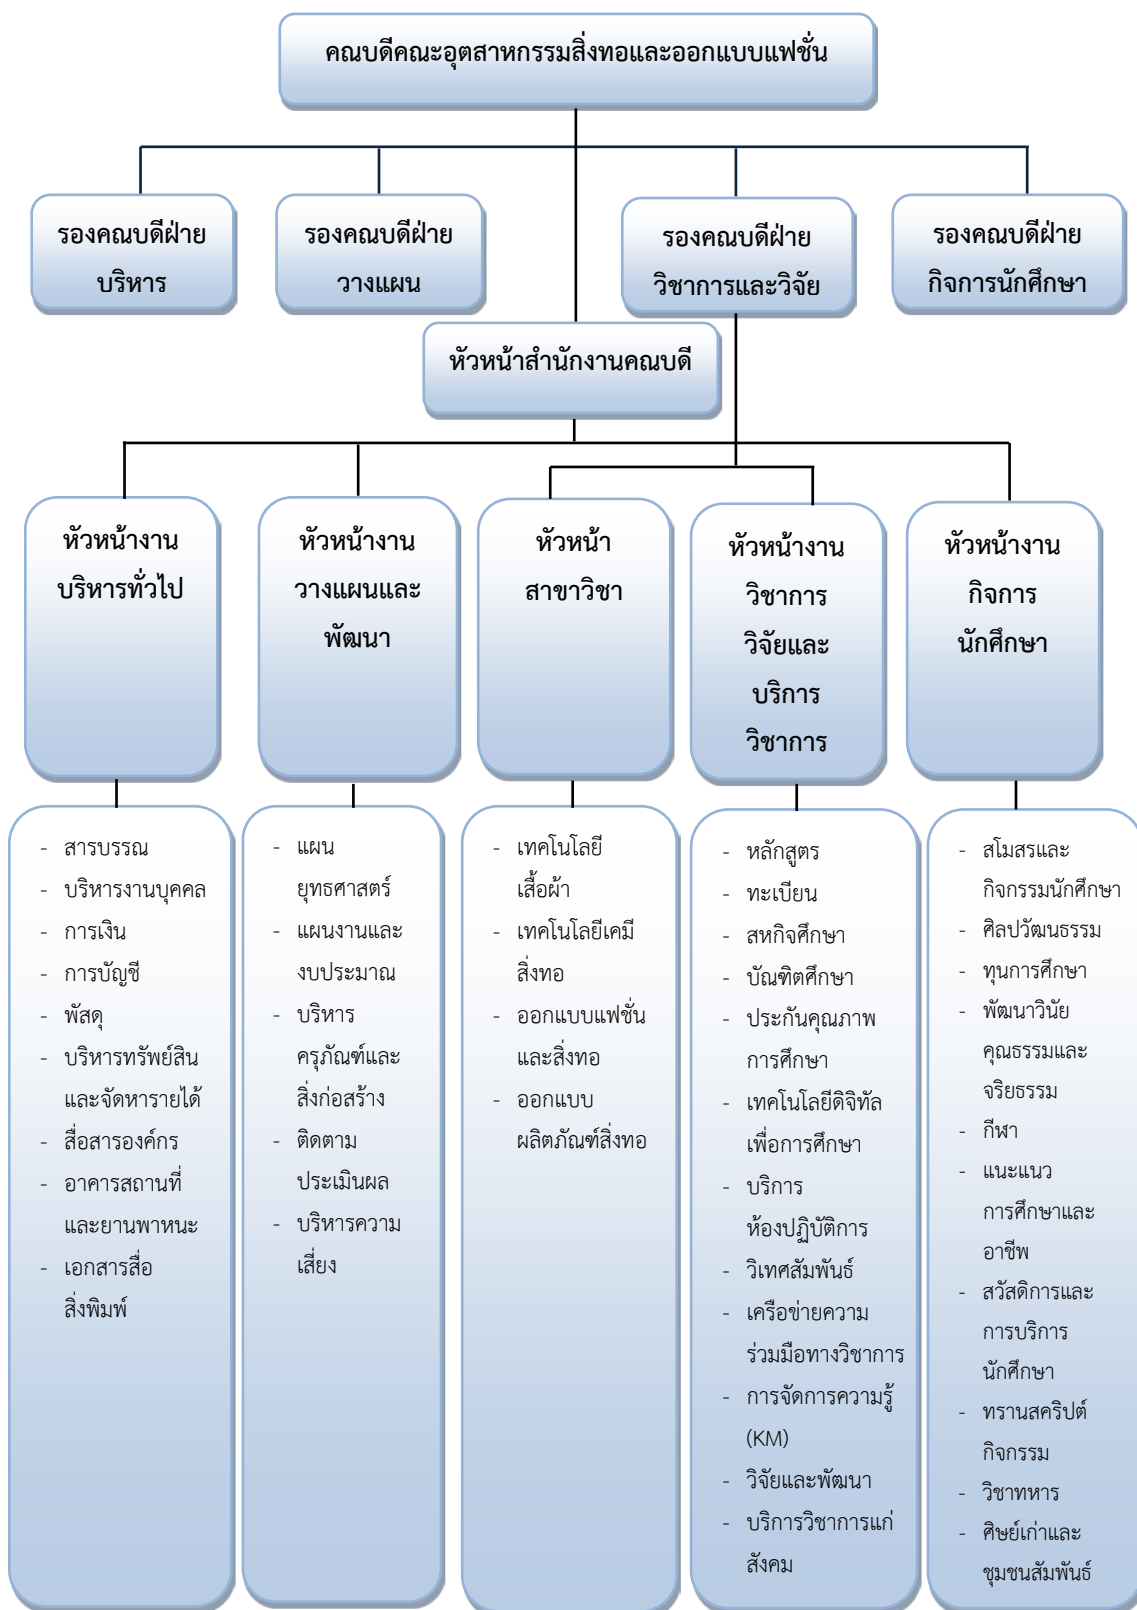 คณบดีคณะอุตสาหกรรมสิ่งทอและออกแบบแฟชั่น
รองคณบดีฝ่าย
บริหาร
รองคณบดีฝ่าย
วางแผน
รองคณบดีฝ่าย
วิชาการและวิจัย
รองคณบดีฝ่าย
กิจการนักศึกษา
หัวหน้าสำนักงานคณบดี
หัวหน้างาน
บริหารทั่วไป
หัวหน้างาน
วางแผนและ
พัฒนา
หัวหน้า
สาขาวิชา
หัวหน้างาน
วิชาการ
วิจัยและ
บริการ
วิชาการ
หัวหน้างาน
กิจการ
นักศึกษา
- สารบรรณ
- บริหารงานบุคคล
- การเงิน
- การบัญชี
- พัสดุ
- บริหารทรัพย์สิน
และจัดหารายได้
- สื่อสารองค์กร
- อาคารสถานที่
และยานพาหนะ
- เอกสารสื่อ
สิ่งพิมพ์
- แผน
ยุทธศาสตร์
- แผนงานและ
งบประมาณ
- บริหาร
ครุภัณฑ์และ
สิ่งก่อสร้าง
- ติดตาม
ประเมินผล
- บริหารความ
เสี่ยง
- เทคโนโลยี
เสื้อผ้า
- เทคโนโลยีเคมี
สิ่งทอ
- ออกแบบแฟชั่น
และสิ่งทอ
- ออกแบบ
ผลิตภัณฑ์สิ่งทอ
- หลักสูตร
- ทะเบียน
- สหกิจศึกษา
- บัณฑิตศึกษา
- ประกันคุณภาพ
การศึกษา
- เทคโนโลยีดิจิทัล
เพื่อการศึกษา
- บริการ
ห้องปฏิบัติการ
- วิเทศสัมพันธ์
- เครือข่ายความ
ร่วมมือทางวิชาการ
- การจัดการความรู้
(KM)
- วิจัยและพัฒนา
- บริการวิชาการแก่
สังคม
- สโมสรและ
กิจกรรมนักศึกษา
- ศิลปวัฒนธรรม
- ทุนการศึกษา
- พัฒนาวินัย
คุณธรรมและ
จริยธรรม
- กีฬา
- แนะแนว
การศึกษาและ
อาชีพ
- สวัสดิการและ
การบริการ
นักศึกษา
- ทรานสคริปต์
กิจกรรม
- วิชาทหาร
- ศิษย์เก่าและ
ชุมชนสัมพันธ์